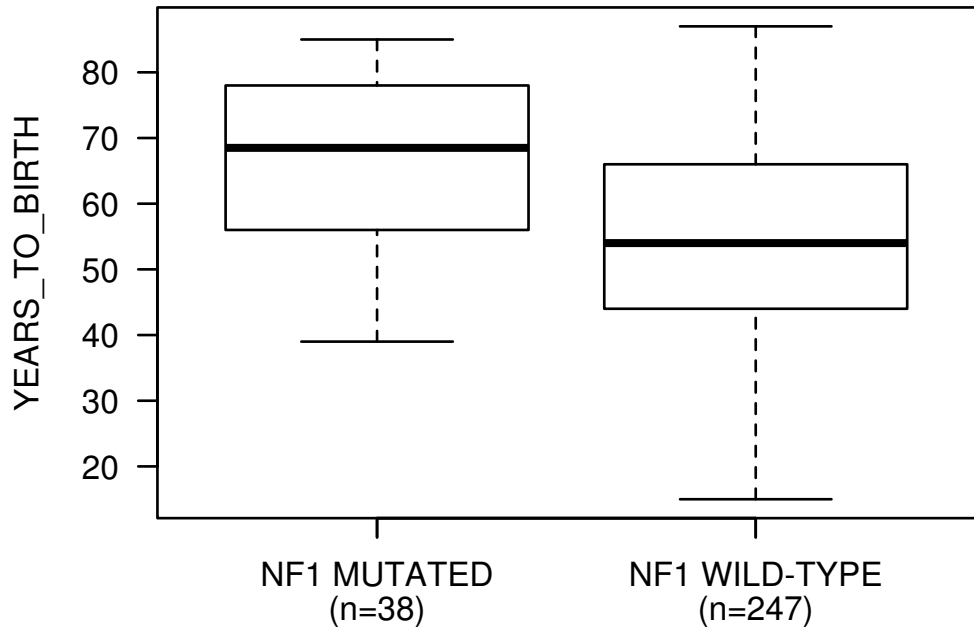 YEARS_TO_BIRTH
80
70
60
50
40
30
20
NF1 MUTATED
(n=38)
NF1 WILD-TYPE
(n=247)